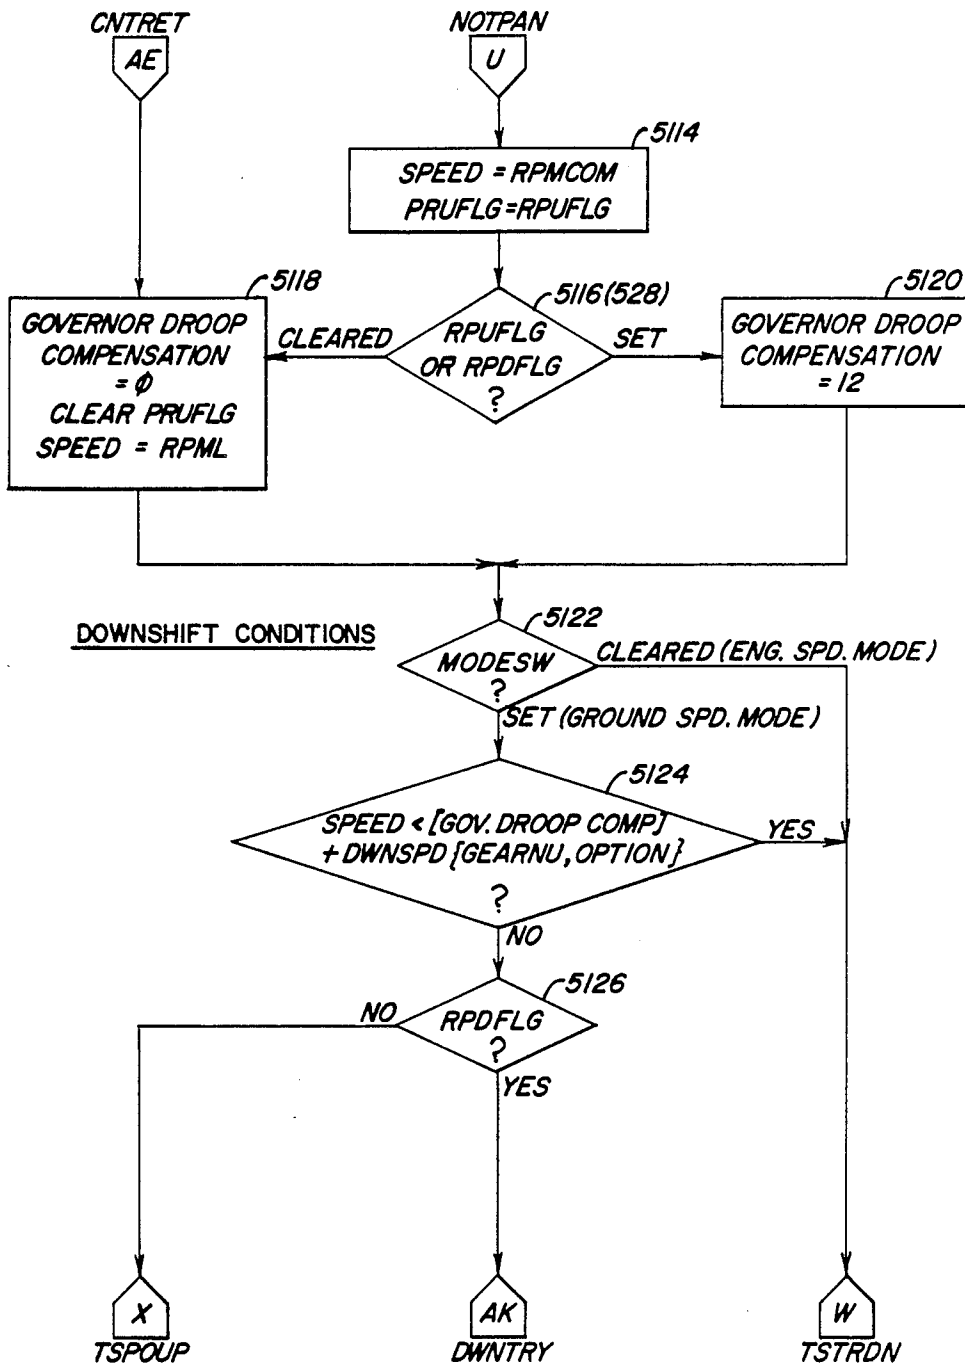 CNTRET
AE
NOTPAN
U
5114
SPEED = RPMCOM
PRUFLG=RPUFLG
5118
GOVERNOR DROOP
COMPENSATION
= ϕ
CLEAR PRUFLG
SPEED = RPML
CLEARED
5116(528)
RPUFLG
OR RPDFLG
?
SET
5120
GOVERNOR DROOP
COMPENSATION
= 12
DOWNSHIFT CONDITIONS
5122
MODESW
?
CLEARED (ENG. SPD. MODE)
SET (GROUND SPD. MODE)
5124
SPEED < [GOV. DROOP COMP]
+ DWNSPD {GEARNU, OPTION}
?
YES
NO
5126
RPDFLG
?
NO
YES
X
TSPOUP
AK
DWNTRY
W
TSTRDN